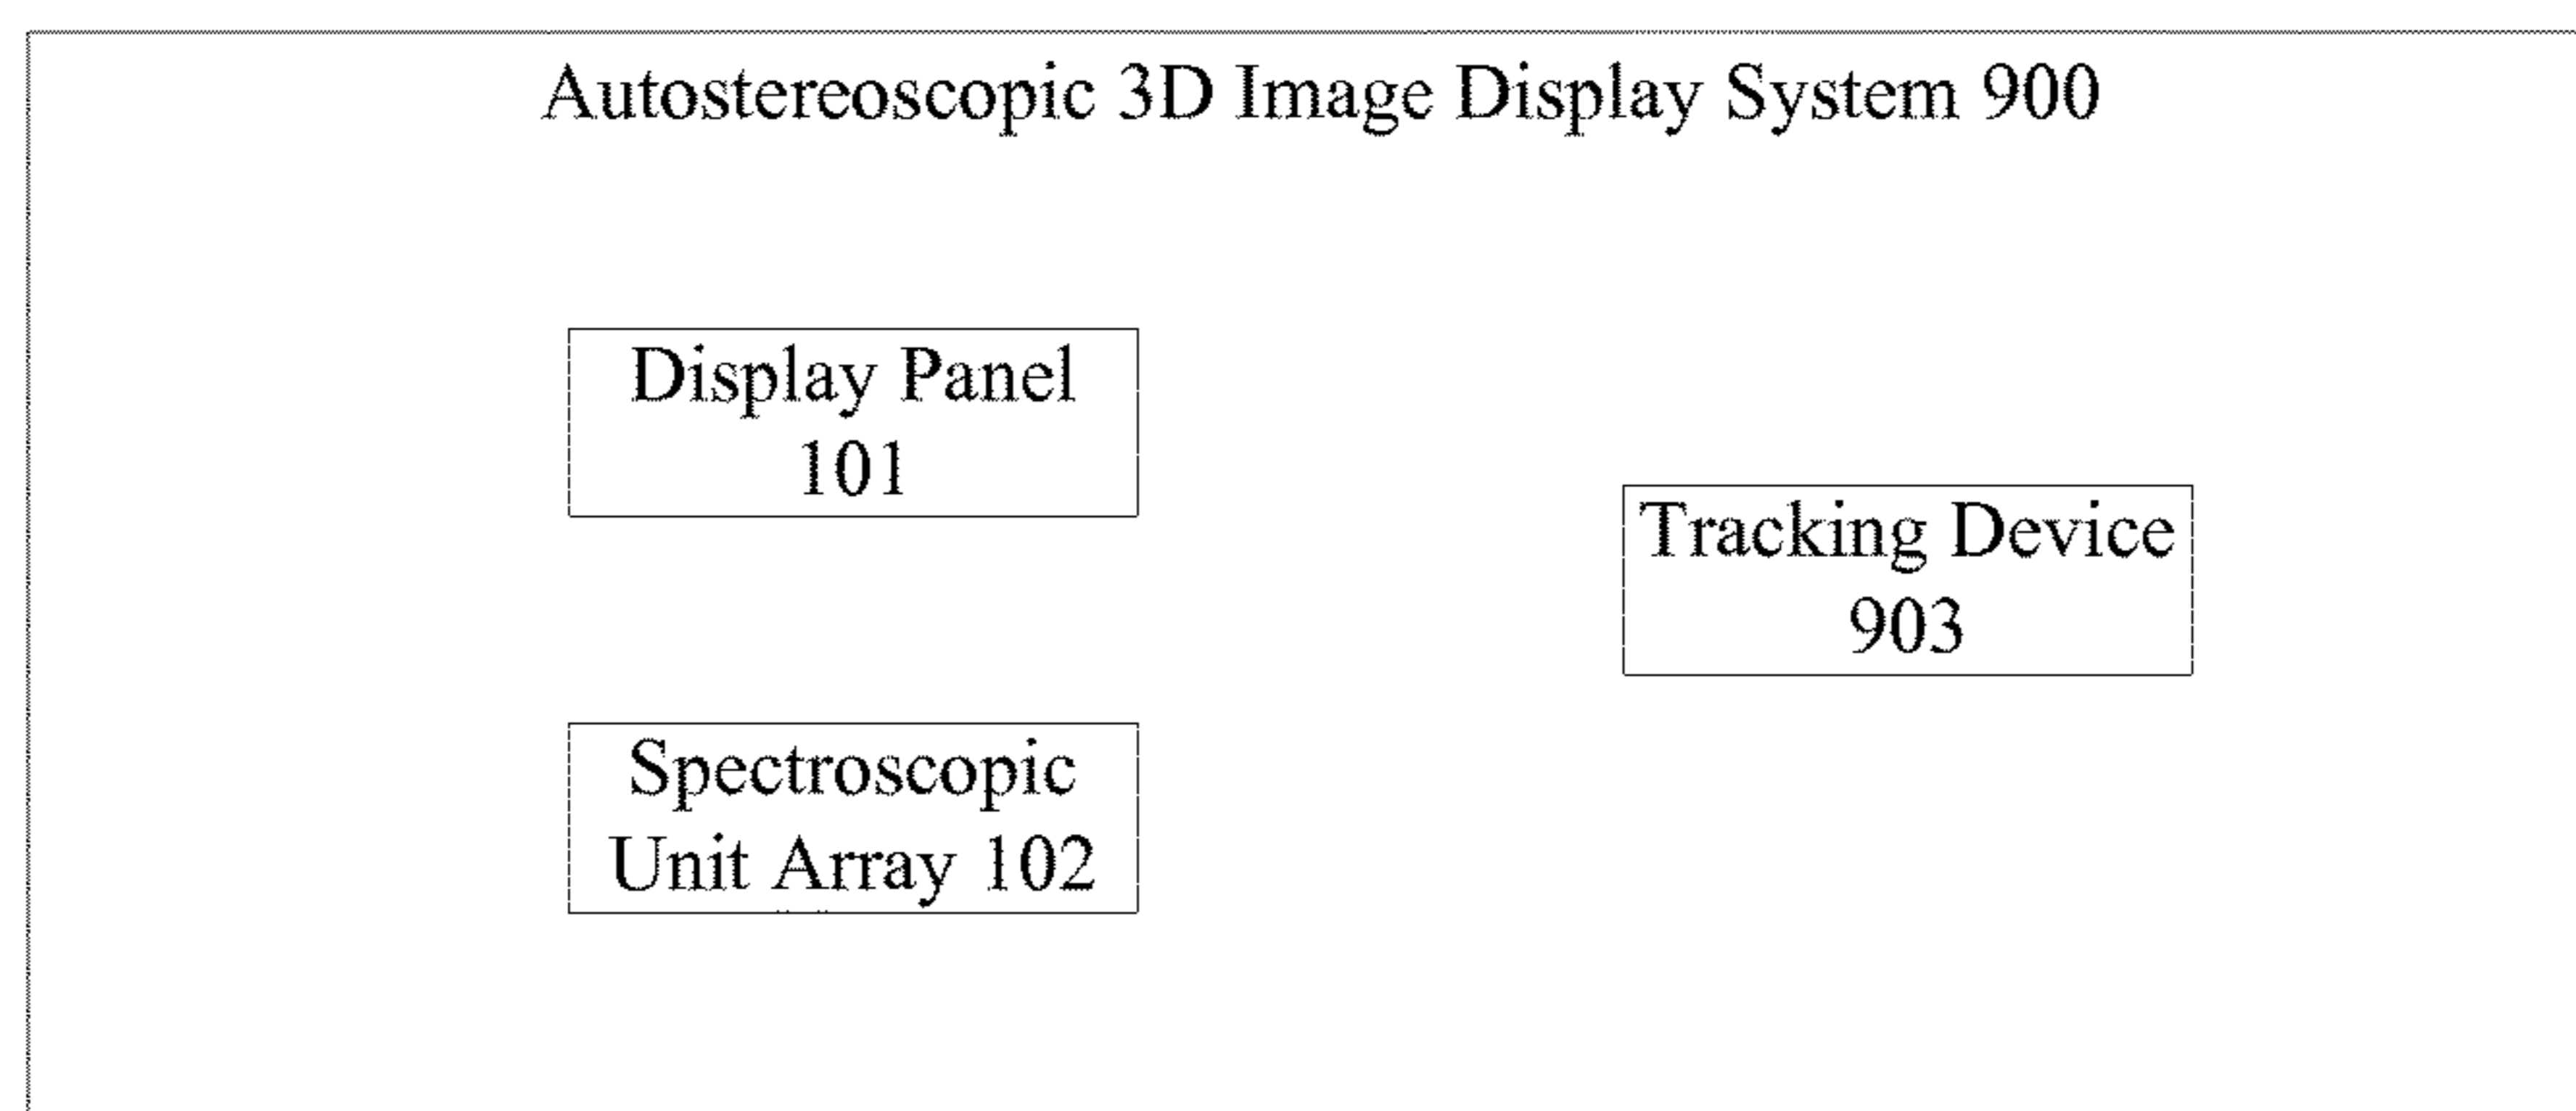 Autostereoscopic 3D Image Display System 900
Display Panel
101
Tracking Device
903
Spectroscopic
Unit Array 102